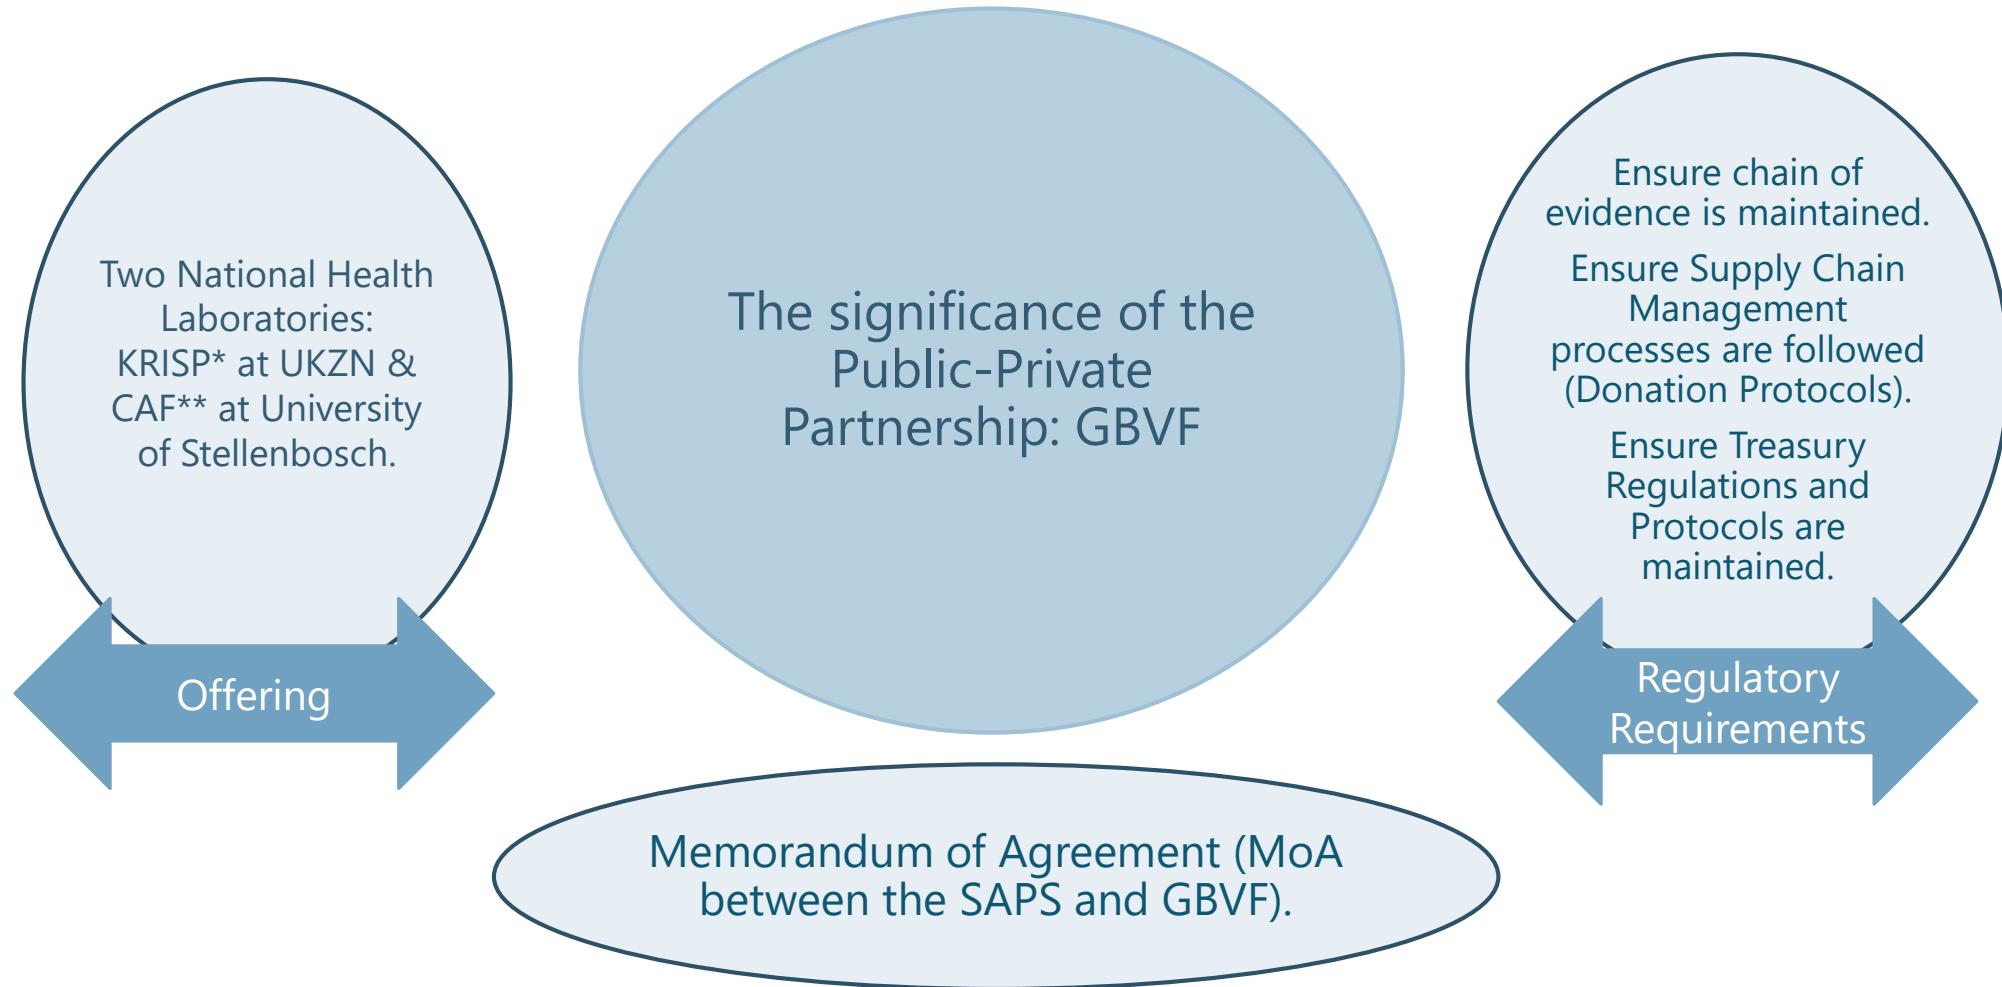 Two National Health
Laboratories:
KRISP* at UKZN &
CAF** at University
of Stellenbosch.
Offering
The significance of the
Public-Private
Partnership: GBVF
Ensure chain of
evidence is maintained.
Ensure Supply Chain
Management
processes are followed
(Donation Protocols).
Ensure Treasury
Regulations and
Protocols are
maintained.
Regulatory
Requirements
Memorandum of Agreement (MoA
between the SAPS and GBVF).